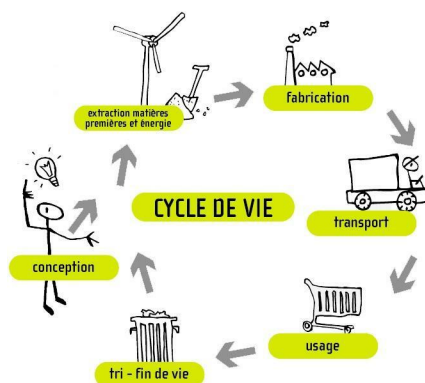 extraction matières
premières et énergie
fabrication
CYCLE DE VIE
transport
conception
usage
tri - fin de vie